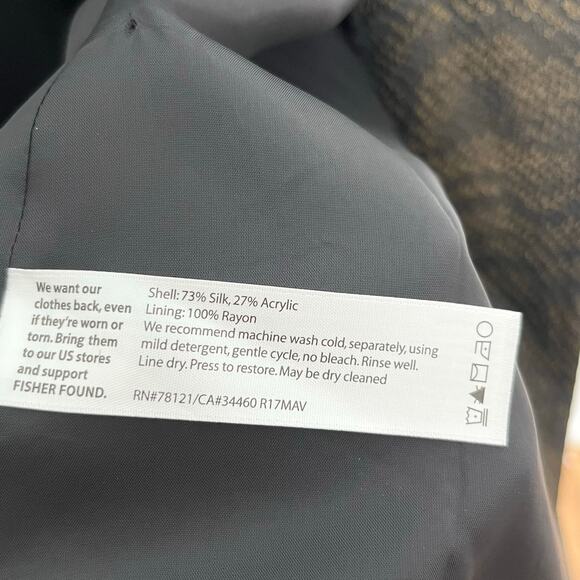 We want our
clothes back, even
if they're worn or
torn. Bring them
to our US stores
and support
FISHER FOUND.
Shell: 73% Silk, 27% Acrylic
Lining: 100% Rayon
We recommend machine wash cold, separately, using
mild detergent, gentle cycle, no bleach. Rinse well.
Line dry. Press to restore. May be dry cleaned
RN#78121/CA#34460 R17MAV